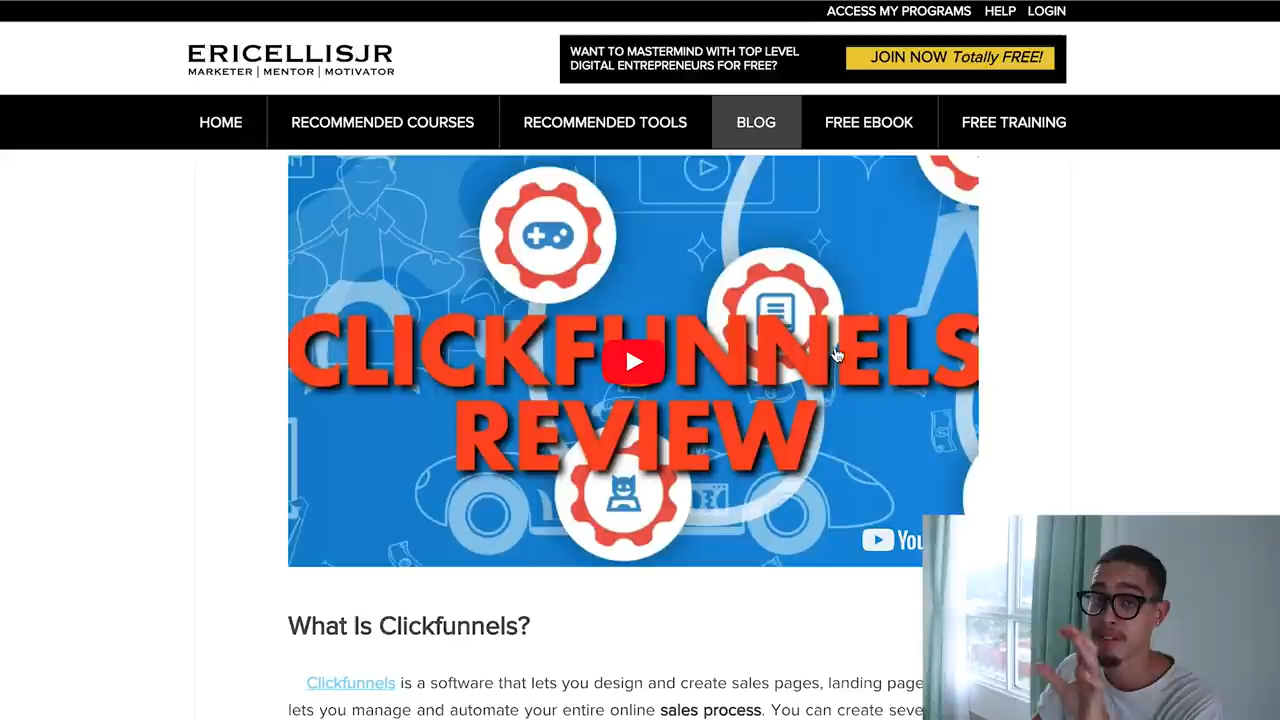 ACCESS MY PROGRAMS HELP LOGIN
ERICELLISJR
MARKETER | MENTOR | MOTIVATOR
WANT TO MASTERMIND WITH TOP LEVEL
DIGITAL ENTREPRENEURS FOR FREE?
JOIN NOW Totally FREE!
HOME RECOMMENDED COURSES RECOMMENDED TOOLS BLOG FREE EBOOK FREE TRAINING
CLICKFUNNELS
REVIEW
You
What Is Clickfunnels?
Clickfunnels is a software that lets you design and create sales pages, landing page
lets you manage and automate your entire online sales process. You can create seve